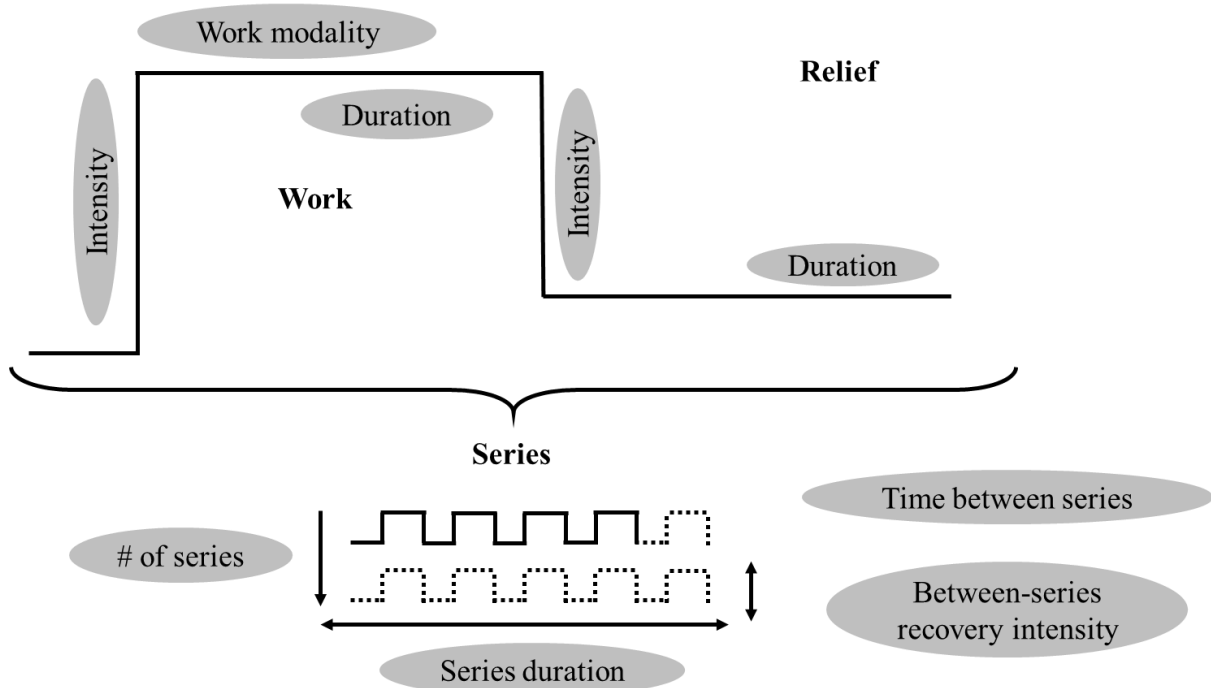 Work modality
Relief
Duration
Intensity
Intensity
Work
Duration
Series
Time between series
# of series
Between-series
recovery intensity
Series duration